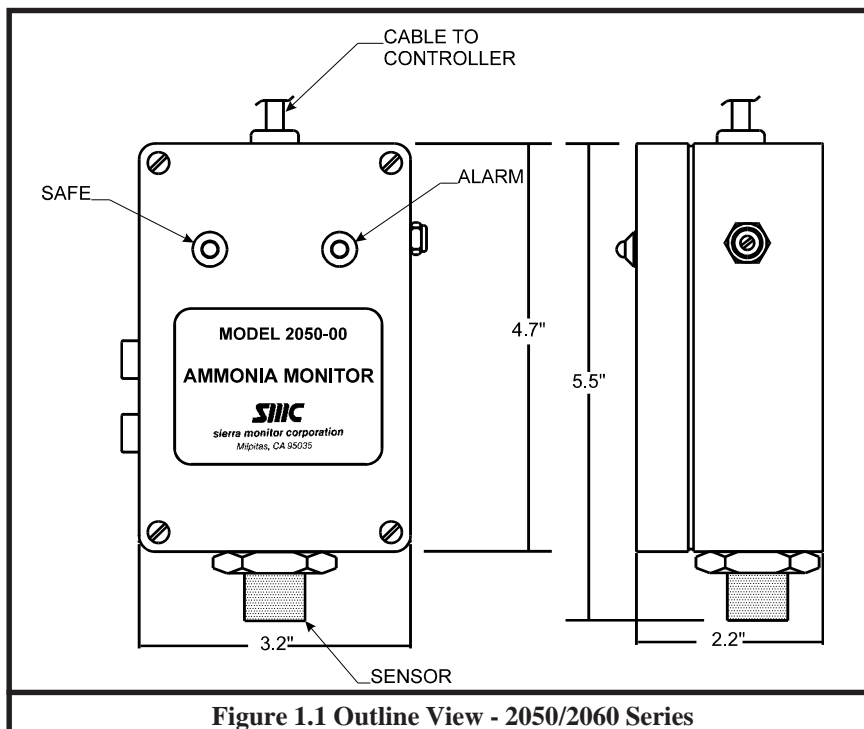 CABLE TO
CONTROLLER
SAFE
ALARM
MODEL 2050-00
AMMONIA MONITOR
SMC
sierra monitor corporation
Milpitas, CA 95035
4.7"
5.5"
3.2"
2.2"
SENSOR
Figure 1.1 Outline View - 2050/2060 Series